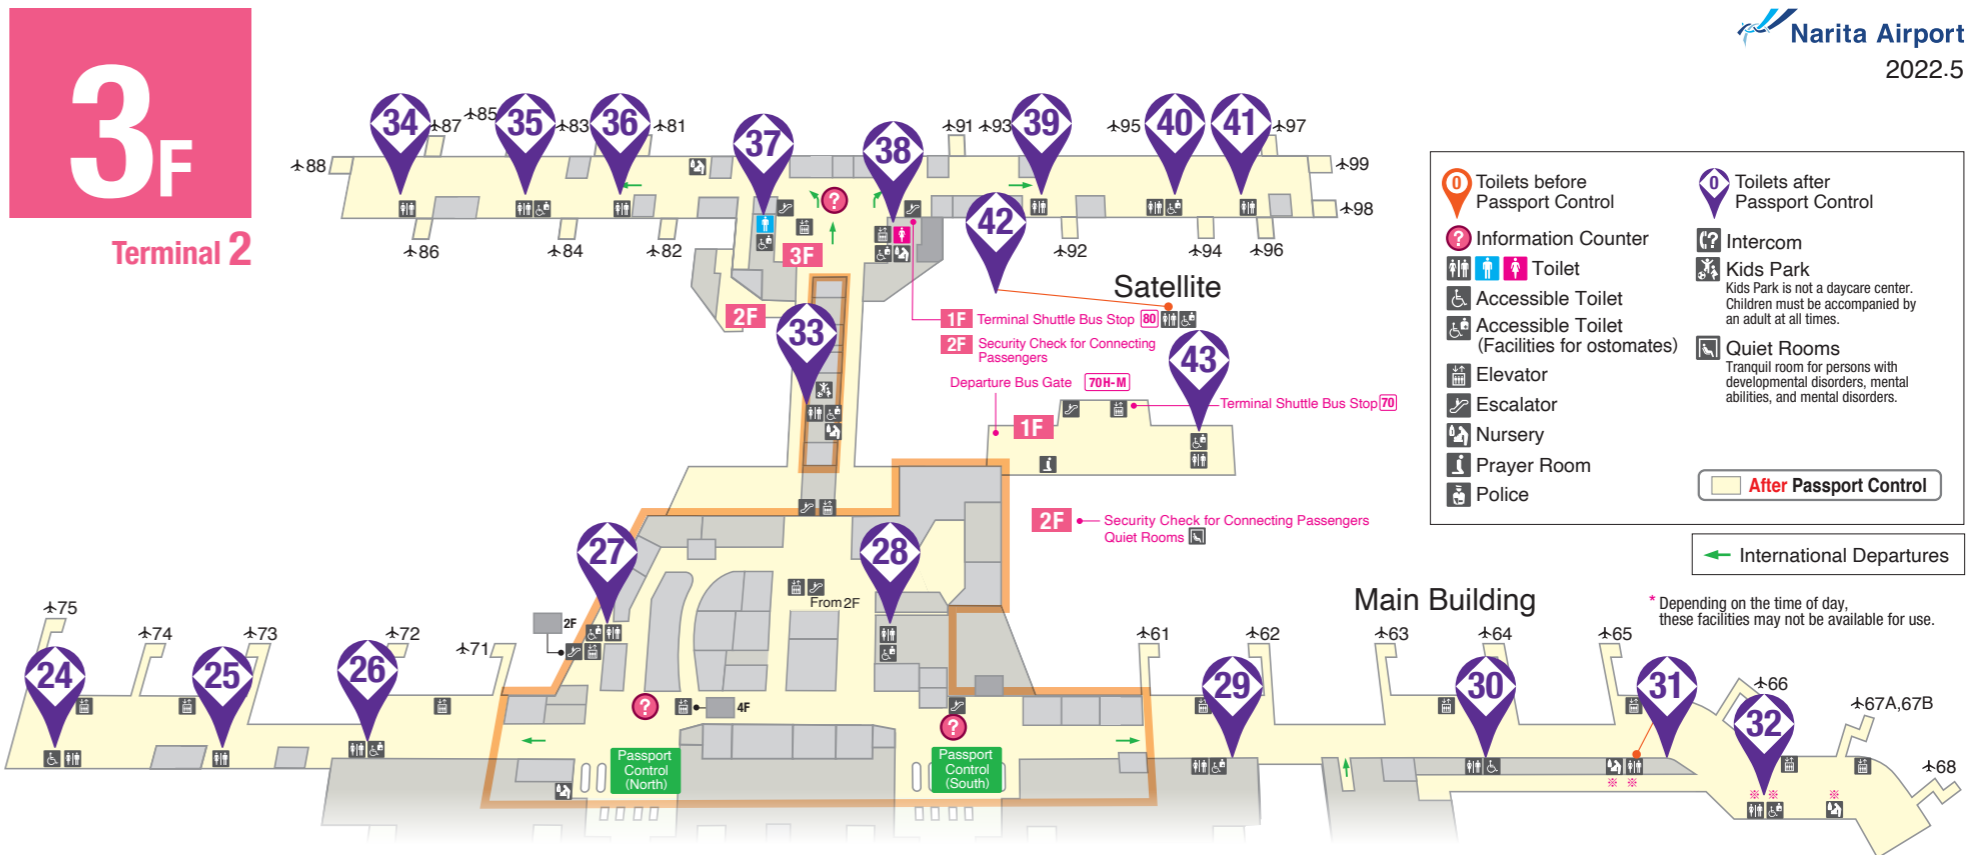 3F
Terminal 2
Narita Airport
2022.5
34
87
85
35
83
36
81
37
38
91
93
39
95
40
41
97
88
99
98
86
84
82
92
94
96
?
3F
42
Satellite
2F
1F Terminal Shuttle Bus Stop 80
2F Security Check for Connecting
Passengers
33
43
Departure Bus Gate 70H-M
Terminal Shuttle Bus Stop 70
1F
2F Security Check for Connecting Passengers
Quiet Rooms
27
28
From 2F
2F
Main Building
75
74
73
72
71
61
62
63
64
65
66
67A,67B
68
24
25
26
29
30
31
32
?
4F
?
Passport
Control
(North)
Passport
Control
(South)
※ ※
※ ※ ※
0 Toilets before
Passport Control
? Information Counter
Toilet
Accessible Toilet
Accessible Toilet
(Facilities for ostomates)
Elevator
Escalator
Nursery
Prayer Room
Police
0 Toilets after
Passport Control
Intercom
Kids Park
Kids Park is not a daycare center.
Children must be accompanied by
an adult at all times.
Quiet Rooms
Tranquil room for persons with
developmental disorders, mental
abilities, and mental disorders.
After Passport Control
International Departures
* Depending on the time of day,
these facilities may not be available for use.